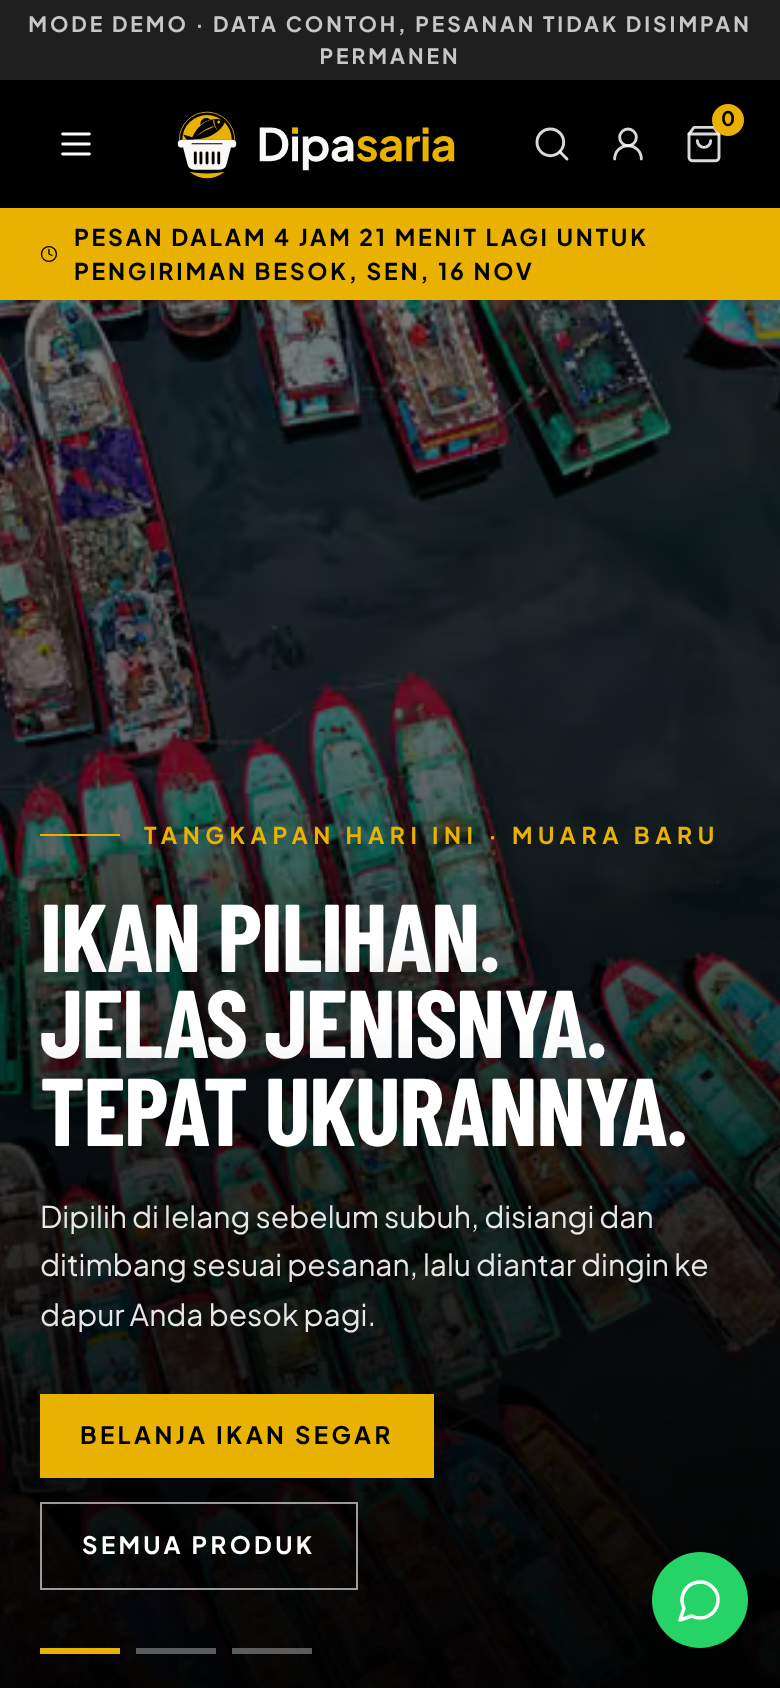 MODE DEMO · DATA CONTOH, PESANAN TIDAK DISIMPAN
PERMANEN
Dipasaria
0
PESAN DALAM 4 JAM 21 MENIT LAGI UNTUK
PENGIRIMAN BESOK, SEN, 16 NOV
TANGKAPAN HARI INI · MUARA BARU
IKAN PILIHAN.
JELAS JENISNYA.
TEPAT UKURANNYA.
Dipilih di lelang sebelum subuh, disiangi dan
ditimbang sesuai pesanan, lalu diantar dingin ke
dapur Anda besok pagi.
BELANJA IKAN SEGAR
SEMUA PRODUK